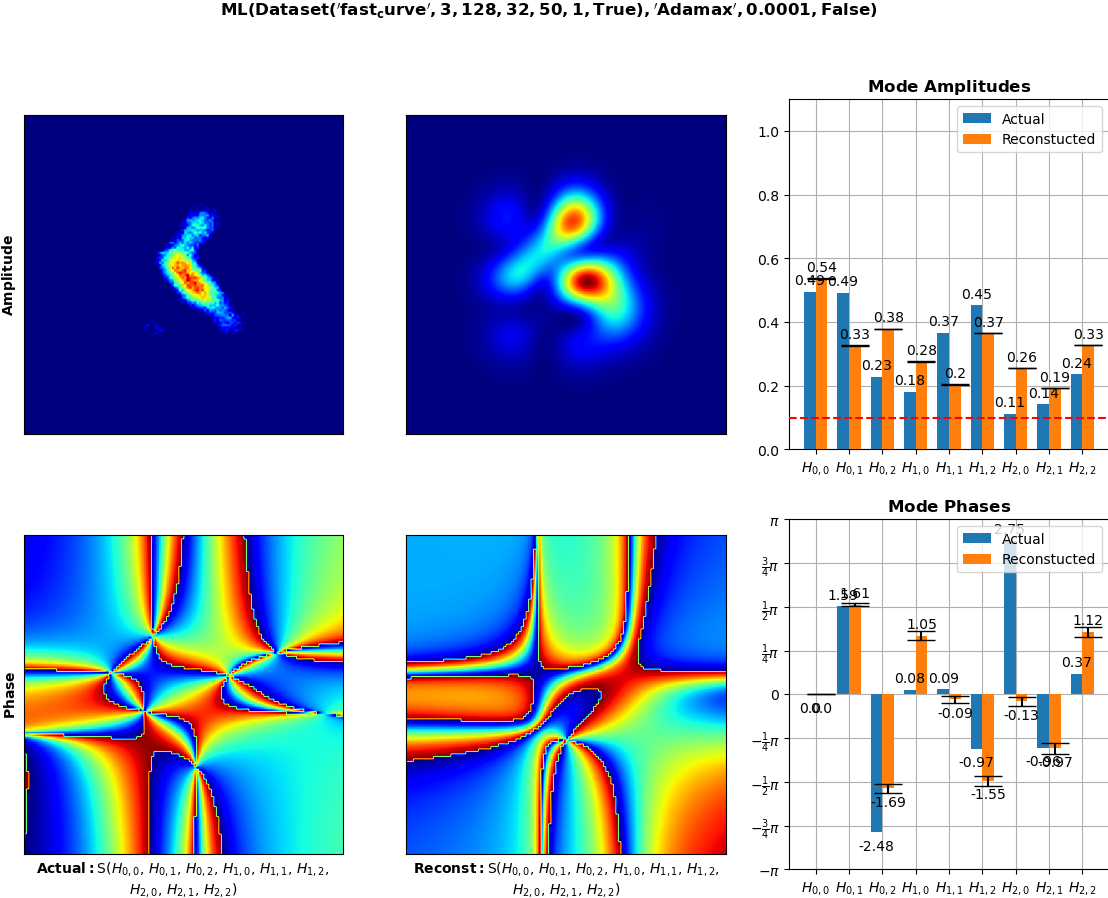 ML(Dataset('fast_curve', 3, 128, 32, 50, 1, True), 'Adamax', 0.0001, False)
Amplitude
Mode Amplitudes
Actual
Reconstucted
1.0
0.8
0.6
0.4
0.2
0.0
0.49 0.54
0.49 0.33
0.23 0.38
0.18 0.28
0.37 0.2
0.45 0.37
0.11 0.26
0.14 0.19
0.24 0.33
H0,0 H0,1 H0,2 H1,0 H1,1 H1,2 H2,0 H2,1 H2,2
Phase
Mode Phases
Actual
Reconstucted
π
3/4π
1/2π
1/4π
0
−1/4π
−1/2π
−3/4π
−π
0.0 0.0
1.59 1.61
-2.48 -1.69
0.08 1.05
0.09 -0.09
-0.97 -1.55
2.75 -0.13
-0.96 -0.97
0.37 1.12
H0,0 H0,1 H0,2 H1,0 H1,1 H1,2 H2,0 H2,1 H2,2
Actual: S(H0,0, H0,1, H0,2, H1,0, H1,1, H1,2,
H2,0, H2,1, H2,2)
Reconst: S(H0,0, H0,1, H0,2, H1,0, H1,1, H1,2,
H2,0, H2,1, H2,2)